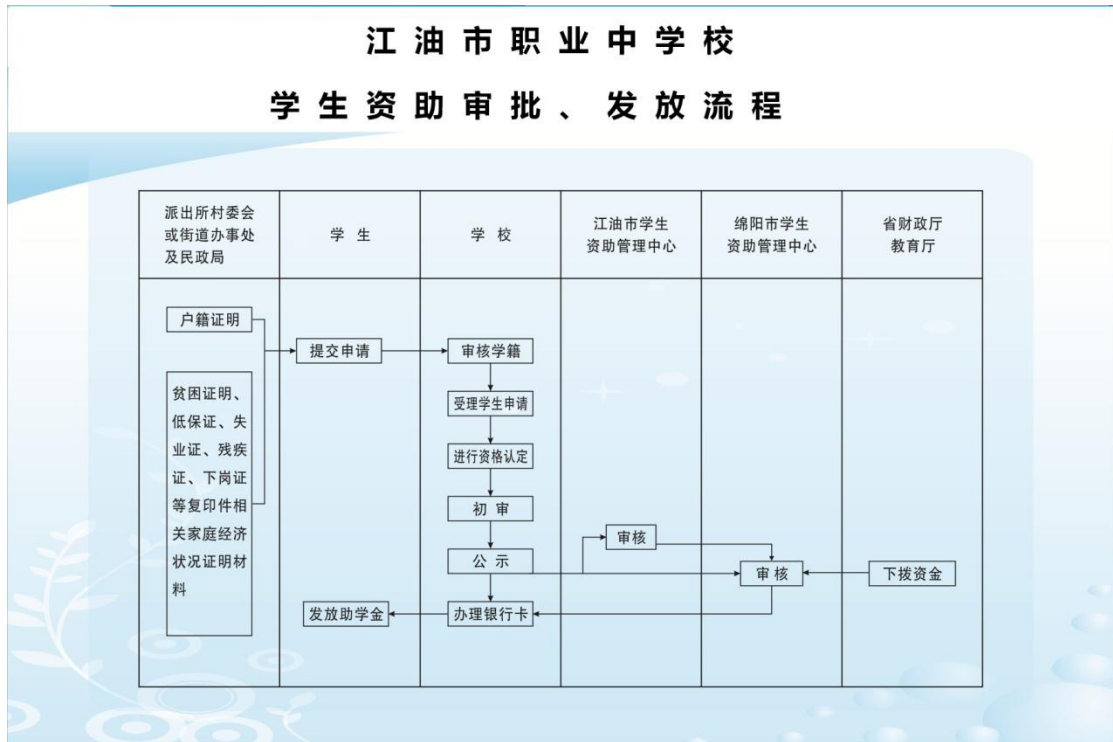 江油市职业中学校
学生资助审批、发放流程
派出所村委会
或街道办事处
及民政局
学 生
学 校
江油市学生
资助管理中心
绵阳市学生
资助管理中心
省财政厅
教育厅
户籍证明
贫困证明、
低保证、失
业证、残疾
证、下岗证
等复印件相
关家庭经济
状况证明材
料
提交申请
审核学籍
受理学生申请
进行资格认定
初 审
公 示
审核
审 核
下拨资金
办理银行卡
发放助学金